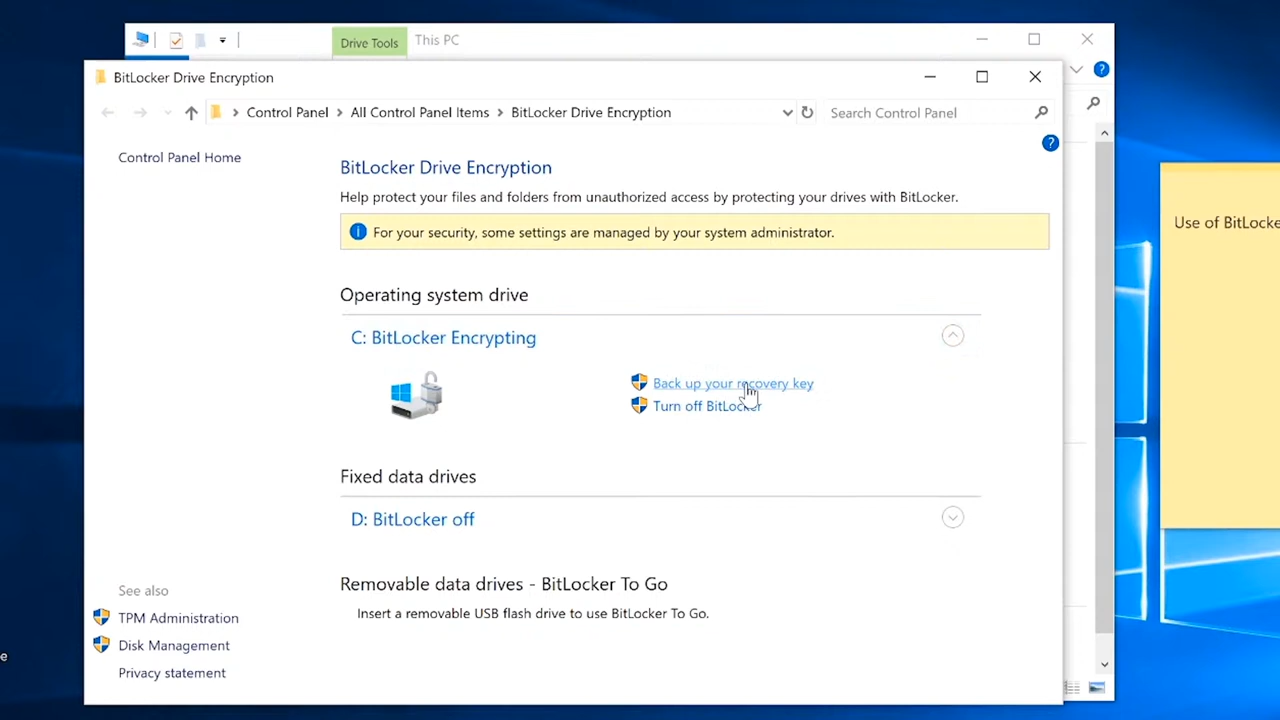 Drive Tools
This PC
BitLocker Drive Encryption
Control Panel > All Control Panel Items > BitLocker Drive Encryption
Search Control Panel
Control Panel Home
BitLocker Drive Encryption
Help protect your files and folders from unauthorized access by protecting your drives with BitLocker.
For your security, some settings are managed by your system administrator.
Use of BitLocke
Operating system drive
C: BitLocker Encrypting
Back up your recovery key
Turn off BitLocker
Fixed data drives
D: BitLocker off
Removable data drives - BitLocker To Go
Insert a removable USB flash drive to use BitLocker To Go.
See also
TPM Administration
Disk Management
Privacy statement
e